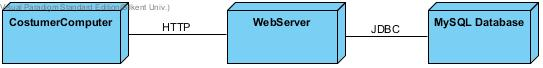 Visual Paradigm Standard Edition(Bilkent Univ.)
CostumerComputer
HTTP
WebServer
JDBC
MySQL Database